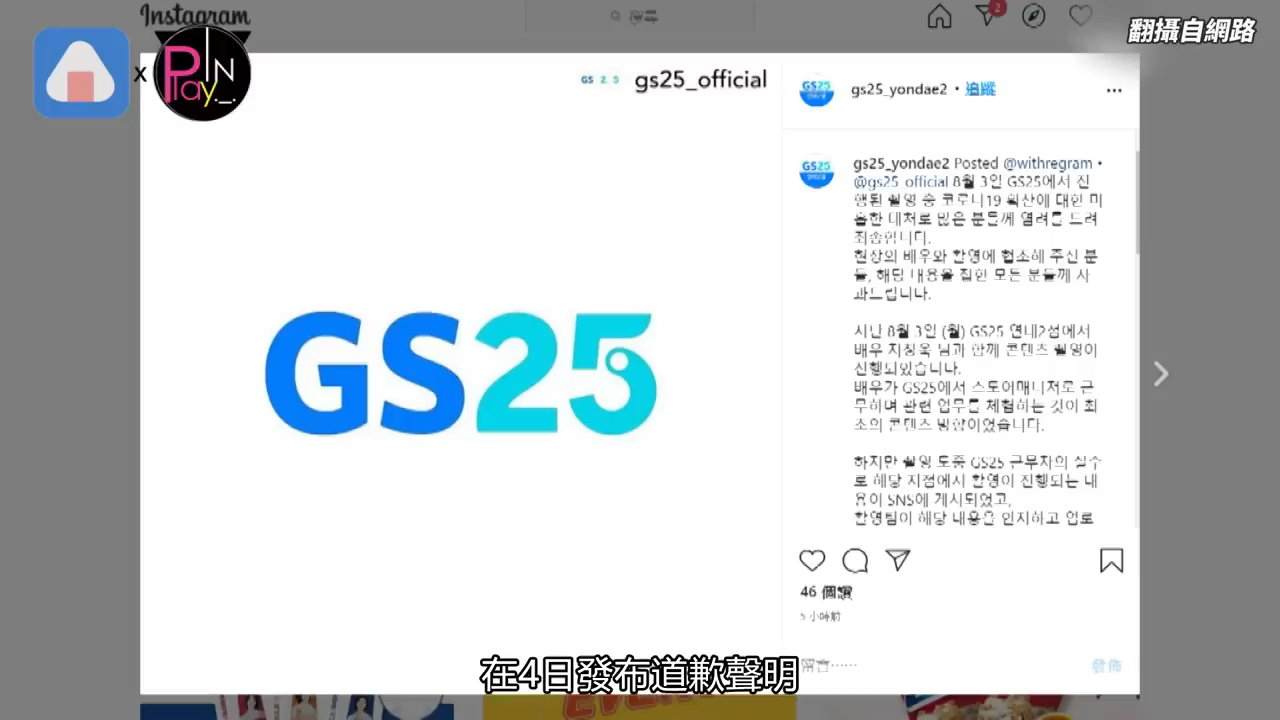 Instagram
2
翻攝自網路
x
PIN
Play._.
GS25 gs25_official
GS25
gs25_yondae2 • 追蹤
•••
GS25
gs25_yondae2 Posted @withregram •
@gs25_official 8월 3일 GS25에서 진
행된 촬영 중 코로나19 확산에 대한 미
흡한 대처로 많은 분들께 염려를 드려
죄송합니다.
현장의 배우와 촬영에 협조해 주신 분
들, 해당 내용을 접한 모든 분들께 사
과드립니다.
지난 8월 3일 (월) GS25 연대2점에서
배우 지창욱 님과 함께 콘텐츠 촬영이
진행되었습니다.
배우가 GS25에서 스토어매니저로 근
무하며 관련 업무를 체험하는 것이 최
초의 콘텐츠 방향이었습니다.
하지만 촬영 도중 GS25 근무자의 실수
로 해당 지점에서 촬영이 진행되는 내
용이 SNS에 게시되었고,
촬영팀이 해당 내용을 인지하고 업로
GS25
46 個讚
5 小時前
留言……
發佈
在4日發布道歉聲明